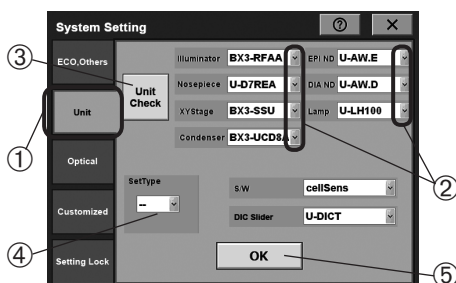 System Setting ? ×
ECO,Others
Unit
Optical
Customized
Setting Lock
Unit
Check
Illuminator BX3-RFAA EPI ND U-AW.E
Nosepiece U-D7REA DIA ND U-AW.D
XYStage BX3-SSU Lamp U-LH100
Condenser BX3-UCD8A
SetType
--
S/W cellSens
DIC Slider U-DICT
OK
①
②
③
④
⑤